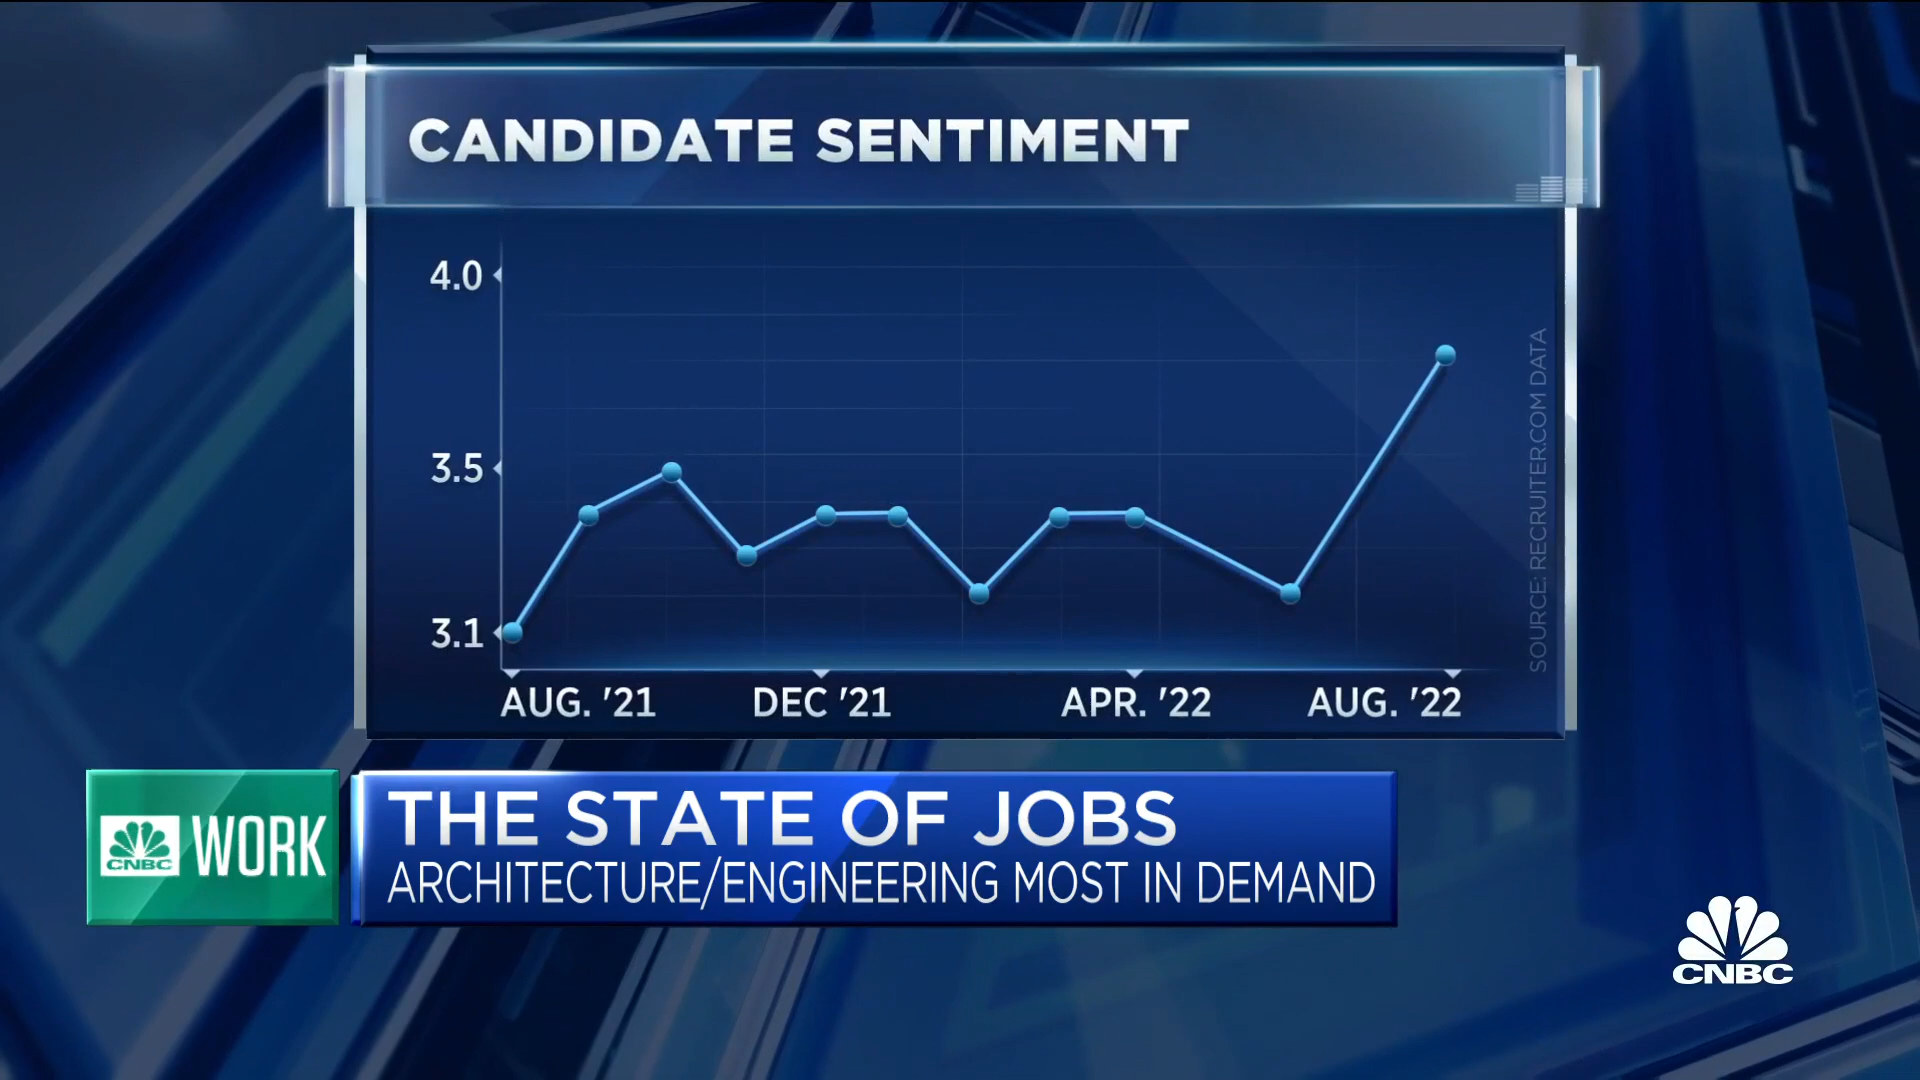 CANDIDATE SENTIMENT
4.0
3.5
3.1
AUG. '21 DEC '21 APR. '22 AUG. '22
SOURCE: RECRUITER.COM DATA
CNBC WORK
THE STATE OF JOBS
ARCHITECTURE/ENGINEERING MOST IN DEMAND
CNBC